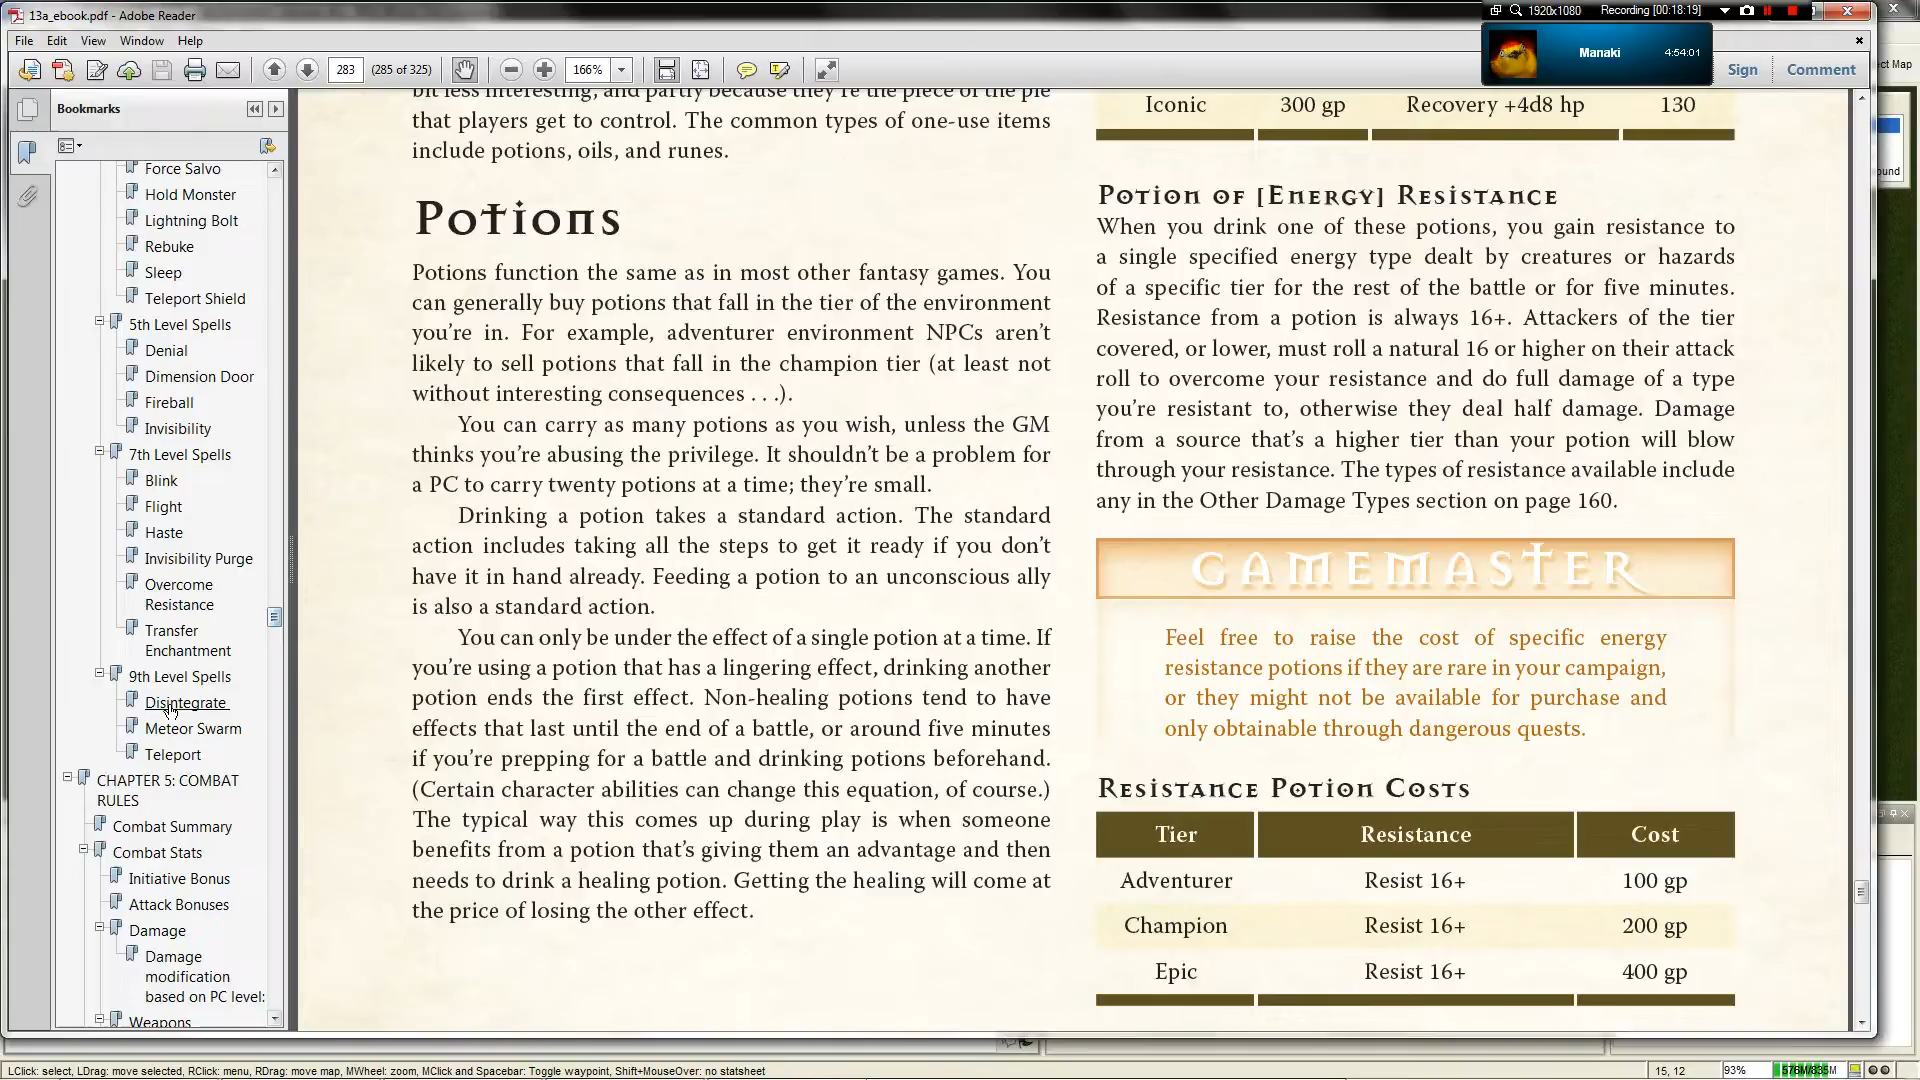 13a_ebook.pdf - Adobe Reader
1920x1080
Recording [00:18:19]
File Edit View Window Help
Manaki
4:54:01
283 (285 of 325)
166%
Sign
Comment
ect Map
Bookmarks
Force Salvo
Hold Monster
Lightning Bolt
Rebuke
Sleep
Teleport Shield
5th Level Spells
Denial
Dimension Door
Fireball
Invisibility
7th Level Spells
Blink
Flight
Haste
Invisibility Purge
Overcome
Resistance
Transfer
Enchantment
9th Level Spells
Disintegrate
Meteor Swarm
Teleport
CHAPTER 5: COMBAT
RULES
Combat Summary
Combat Stats
Initiative Bonus
Attack Bonuses
Damage
Damage
modification
based on PC level:
Weapons
bit less interesting, and partly because they're the piece of the pie
that players get to control. The common types of one-use items
include potions, oils, and runes.
Potions
Potions function the same as in most other fantasy games. You
can generally buy potions that fall in the tier of the environment
you're in. For example, adventurer environment NPCs aren't
likely to sell potions that fall in the champion tier (at least not
without interesting consequences . . .).
You can carry as many potions as you wish, unless the GM
thinks you're abusing the privilege. It shouldn't be a problem for
a PC to carry twenty potions at a time; they're small.
Drinking a potion takes a standard action. The standard
action includes taking all the steps to get it ready if you don't
have it in hand already. Feeding a potion to an unconscious ally
is also a standard action.
You can only be under the effect of a single potion at a time. If
you're using a potion that has a lingering effect, drinking another
potion ends the first effect. Non-healing potions tend to have
effects that last until the end of a battle, or around five minutes
if you're prepping for a battle and drinking potions beforehand.
(Certain character abilities can change this equation, of course.)
The typical way this comes up during play is when someone
benefits from a potion that's giving them an advantage and then
needs to drink a healing potion. Getting the healing will come at
the price of losing the other effect.
Iconic 300 gp Recovery +4d8 hp 130
Potion of [Energy] Resistance
When you drink one of these potions, you gain resistance to
a single specified energy type dealt by creatures or hazards
of a specific tier for the rest of the battle or for five minutes.
Resistance from a potion is always 16+. Attackers of the tier
covered, or lower, must roll a natural 16 or higher on their attack
roll to overcome your resistance and do full damage of a type
you're resistant to, otherwise they deal half damage. Damage
from a source that's a higher tier than your potion will blow
through your resistance. The types of resistance available include
any in the Other Damage Types section on page 160.
GAMEMASTER
Feel free to raise the cost of specific energy
resistance potions if they are rare in your campaign,
or they might not be available for purchase and
only obtainable through dangerous quests.
Resistance Potion Costs
Tier Resistance Cost
Adventurer Resist 16+ 100 gp
Champion Resist 16+ 200 gp
Epic Resist 16+ 400 gp
ound
LClick: select, LDrag: move selected, RClick: menu, RDrag: move map, MWheel: zoom, MClick and Spacebar: Toggle waypoint, Shift+MouseOver: no statsheet
15, 12
93%
576M/835M